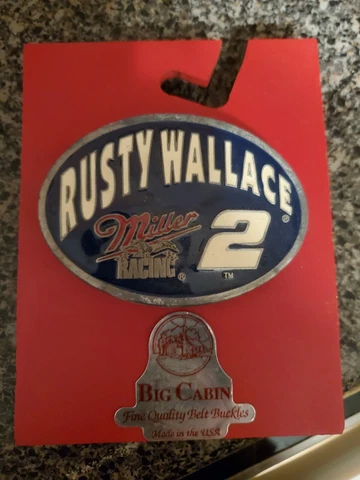 RUSTY WALLACE®
Miller 2
RACING® ™
BIG CABIN
Fine Quality Belt Buckles
Made in the USA